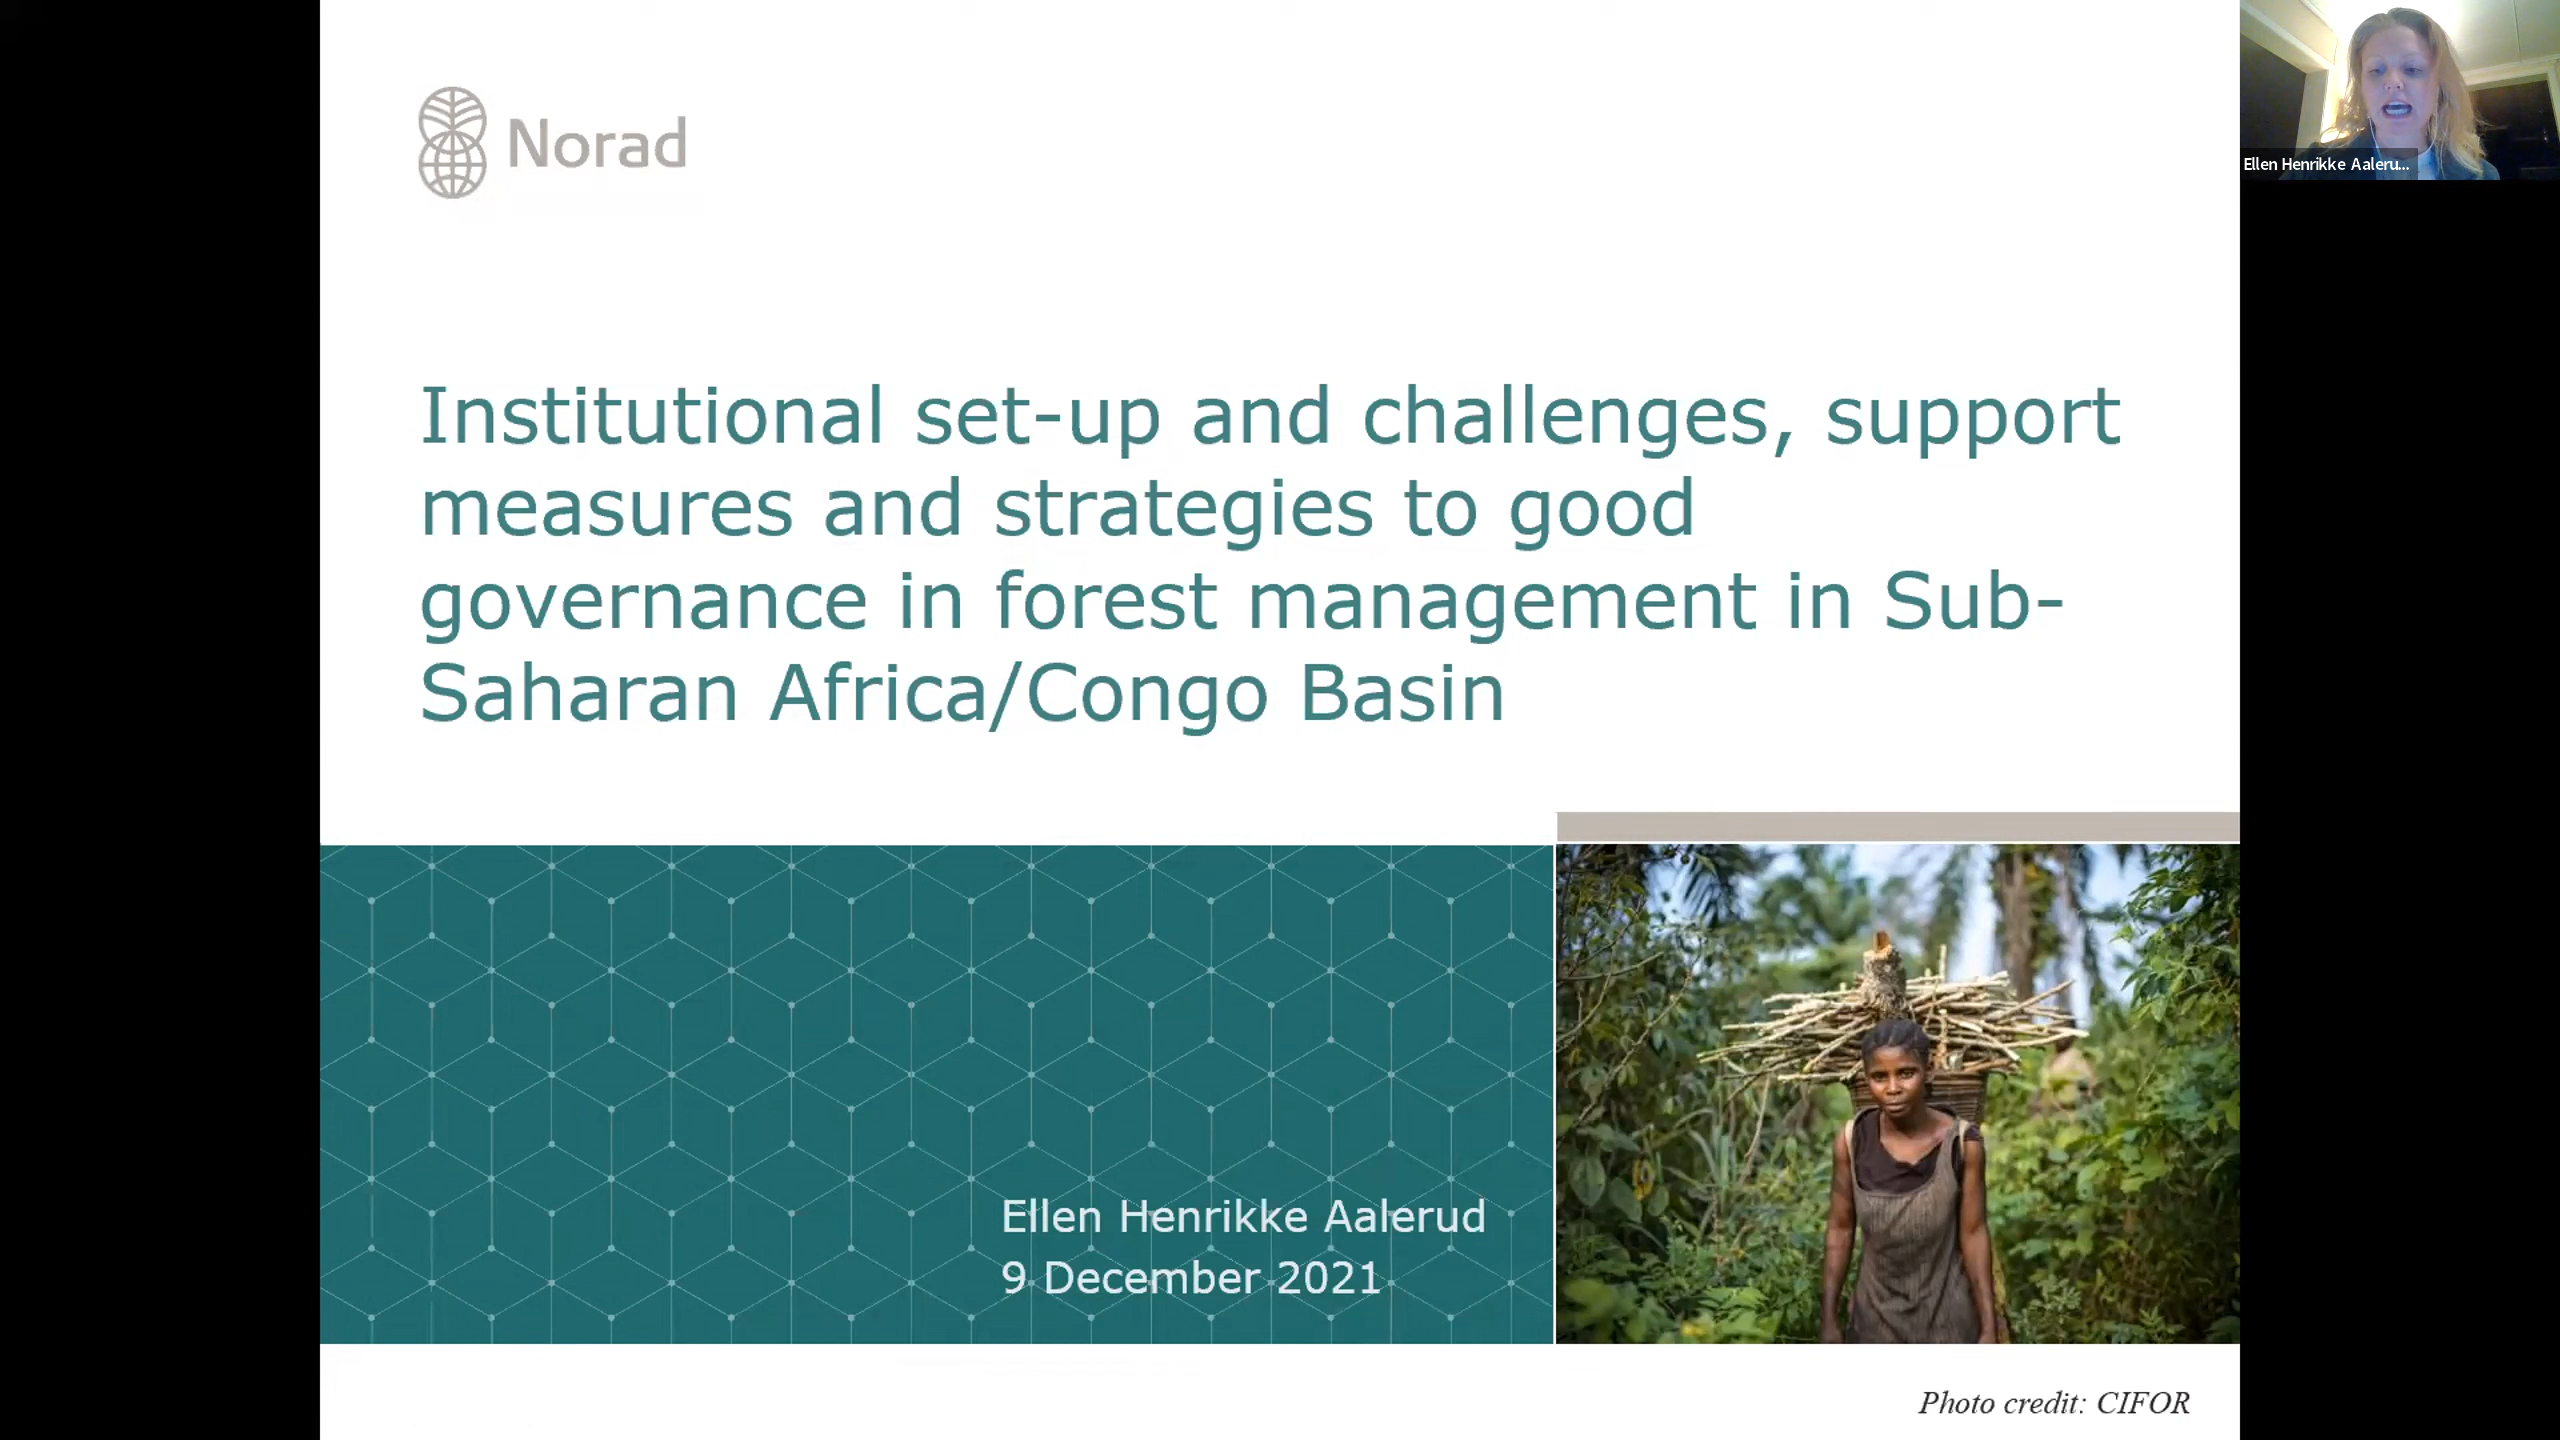 Norad
Ellen Henrikke Aaleru...
Institutional set-up and challenges, support
measures and strategies to good
governance in forest management in Sub-
Saharan Africa/Congo Basin
Ellen Henrikke Aalerud
9 December 2021
Photo credit: CIFOR